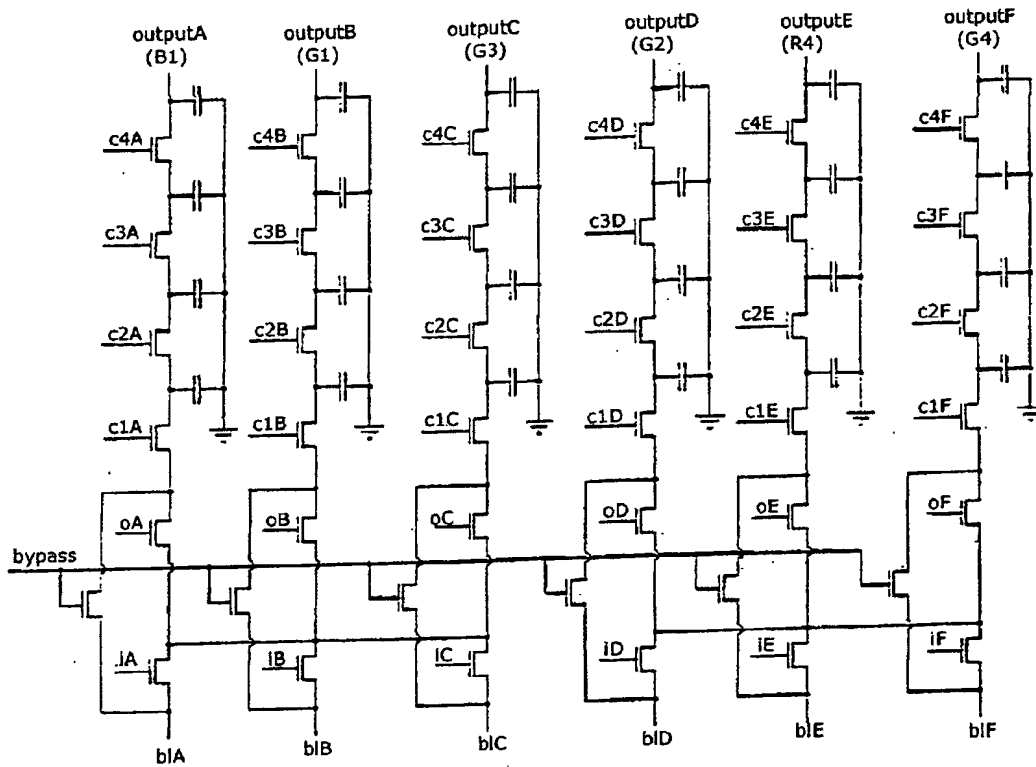 outputA outputB outputC outputD outputE outputF
(B1) (G1) (G3) (G2) (R4) (G4)
c4A c4B c4C c4D c4E c4F
c3A c3B c3C c3D c3E c3F
c2A c2B c2C c2D c2E c2F
c1A c1B c1C c1D c1E c1F
oA oB oC oD oE oF
bypass
iA iB iC iD iE iF
blA blB blC blD blE blF